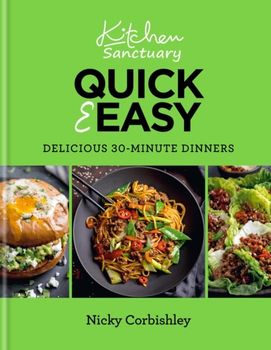 Kitchen
Sanctuary
QUICK
& EASY
DELICIOUS 30-MINUTE DINNERS
Nicky Corbishley